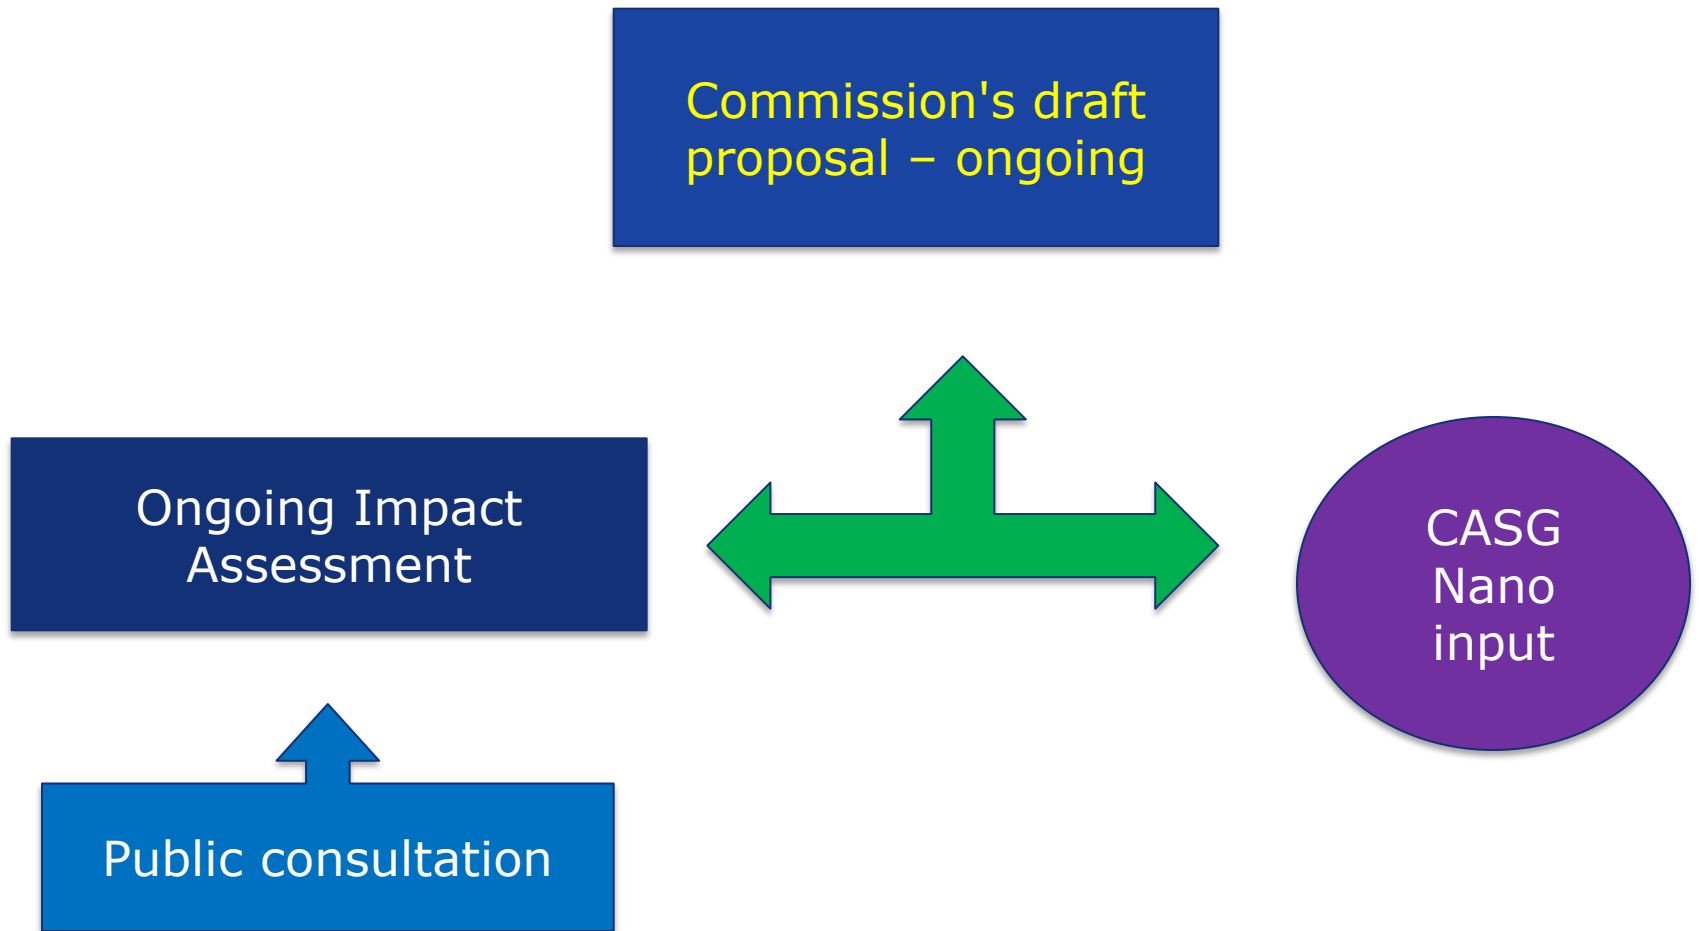 Commission's draft
proposal – ongoing
Ongoing Impact
Assessment
CASG
Nano
input
Public consultation